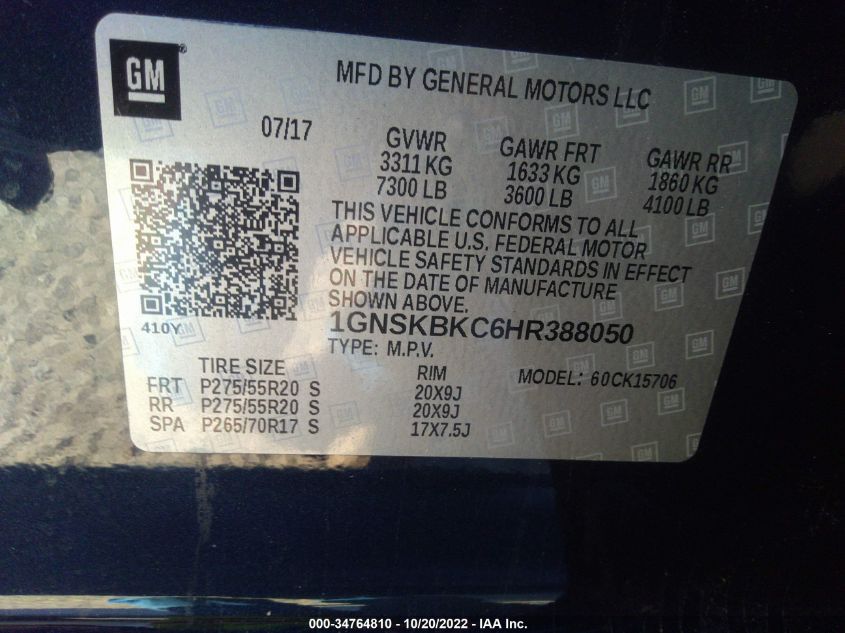 GM
MFD BY GENERAL MOTORS LLC
07/17
GVWR
3311 KG
7300 LB
GAWR FRT
1633 KG
3600 LB
GAWR RR
1860 KG
4100 LB
THIS VEHICLE CONFORMS TO ALL
APPLICABLE U.S. FEDERAL MOTOR
VEHICLE SAFETY STANDARDS IN EFFECT
ON THE DATE OF MANUFACTURE
SHOWN ABOVE.
410Y
1GNSKBKC6HR388050
TYPE: M.P.V.
MODEL: 60CK15706
TIRE SIZE RIM
FRT P275/55R20 S 20X9J
RR P275/55R20 S 20X9J
SPA P265/70R17 S 17X7.5J
000-34764810 - 10/20/2022 - IAA Inc.